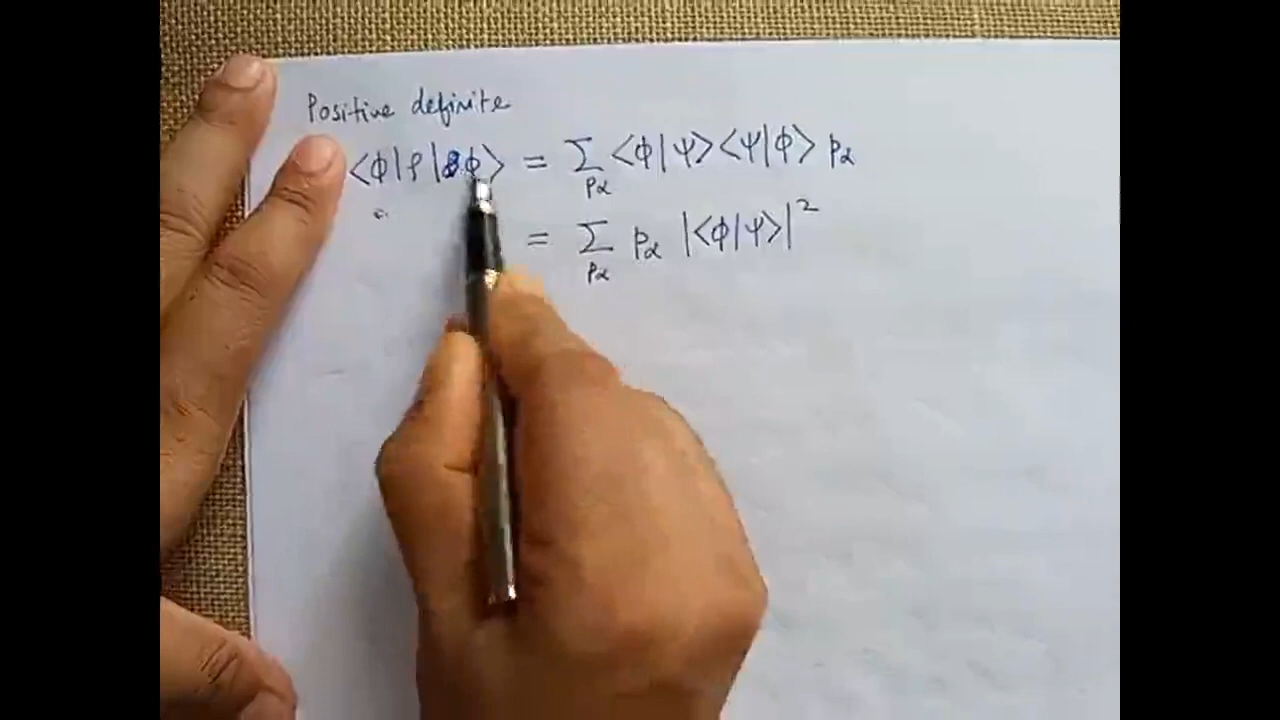 Positive definite
<ϕ|ρ|ϕ> = Σ_{pα} <ϕ|ψ><ψ|ϕ> pα
= Σ_{pα} pα |<ϕ|ψ>|²